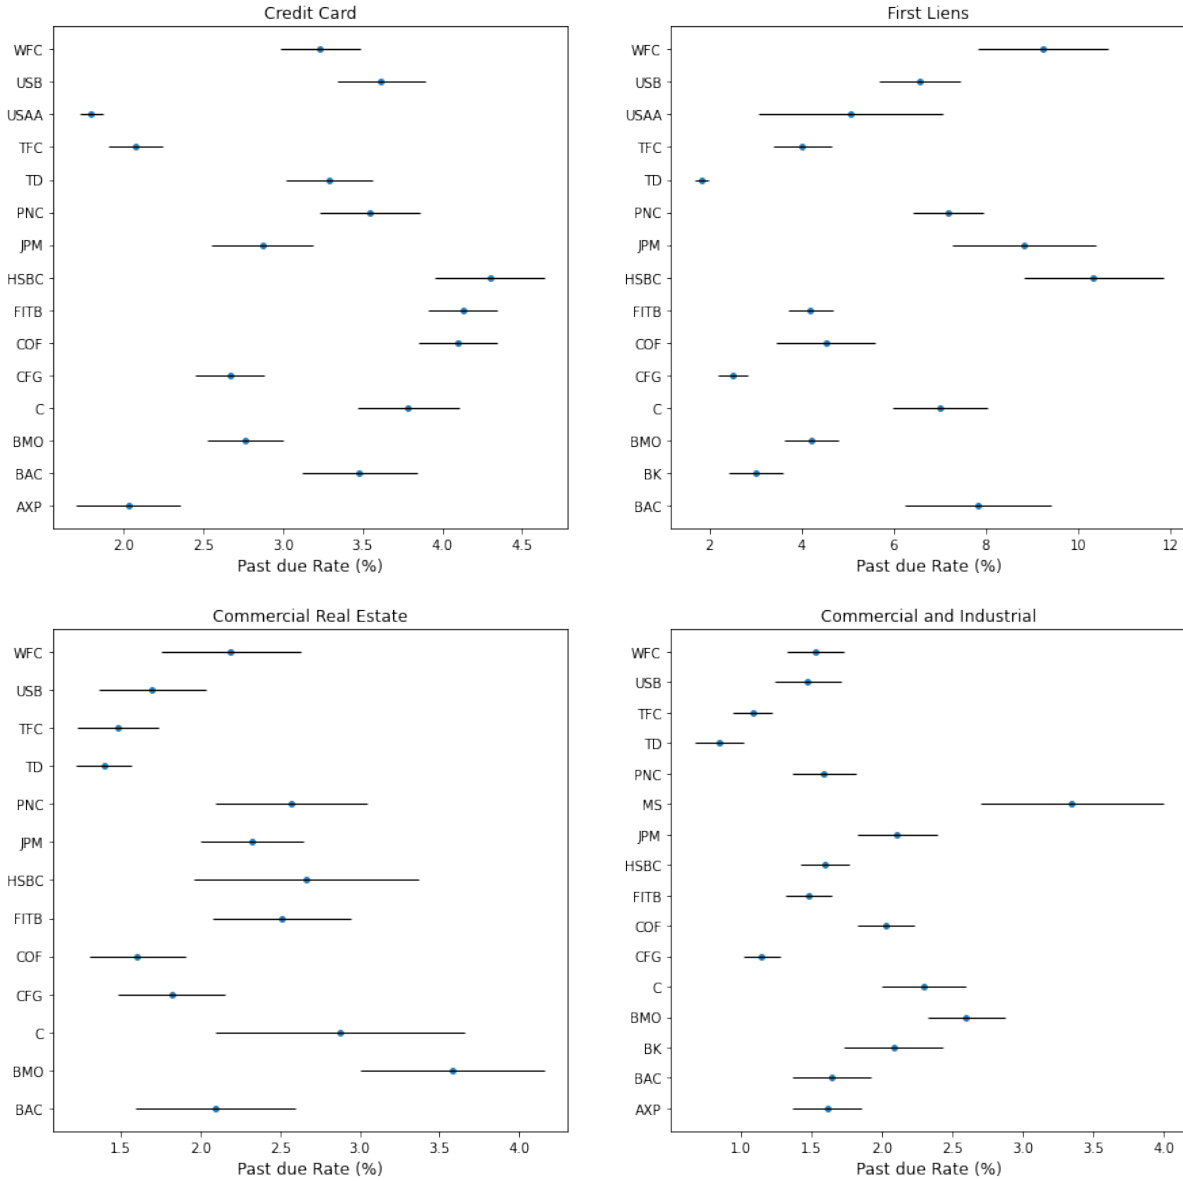 Credit Card
WFC
USB
USAA
TFC
TD
PNC
JPM
HSBC
FITB
COF
CFG
C
BMO
BAC
AXP
2.0 2.5 3.0 3.5 4.0 4.5
Past due Rate (%)
First Liens
WFC
USB
USAA
TFC
TD
PNC
JPM
HSBC
FITB
COF
CFG
C
BMO
BK
BAC
2 4 6 8 10 12
Past due Rate (%)
Commercial Real Estate
WFC
USB
TFC
TD
PNC
JPM
HSBC
FITB
COF
CFG
C
BMO
BAC
1.5 2.0 2.5 3.0 3.5 4.0
Past due Rate (%)
Commercial and Industrial
WFC
USB
TFC
TD
PNC
MS
JPM
HSBC
FITB
COF
CFG
C
BMO
BK
BAC
AXP
1.0 1.5 2.0 2.5 3.0 3.5 4.0
Past due Rate (%)